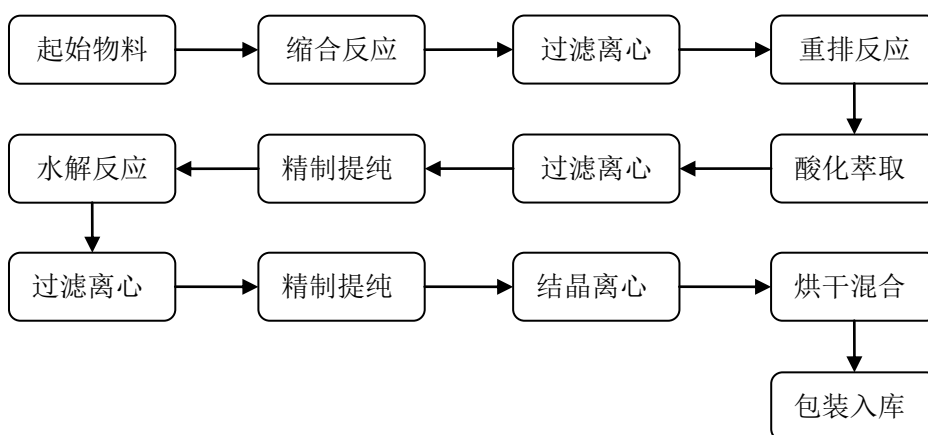 起始物料
缩合反应
过滤离心
重排反应
酸化萃取
过滤离心
精制提纯
水解反应
过滤离心
精制提纯
结晶离心
烘干混合
包装入库